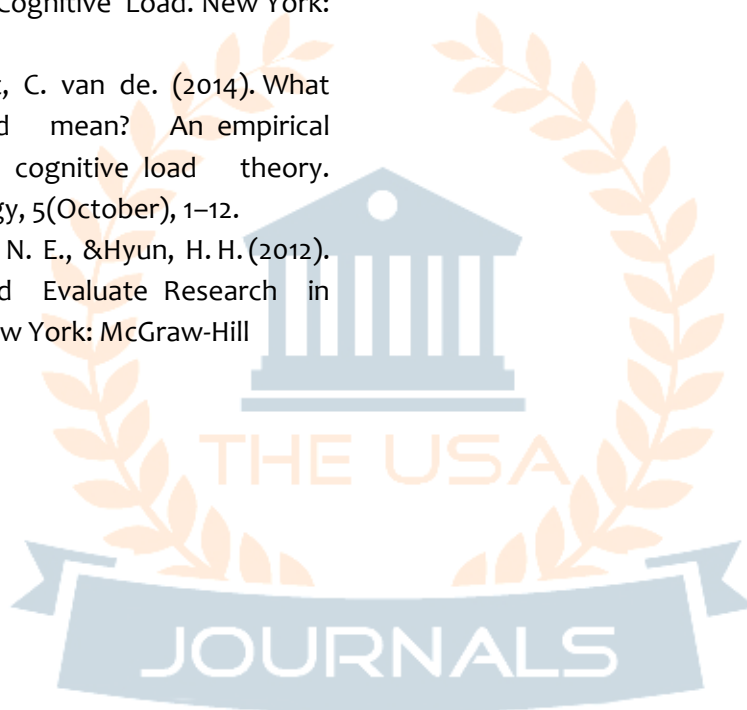 Cognitive Load. New York:
, C. van de. (2014). What
d mean? An empirical
cognitive load theory.
gy, 5(October), 1–12.
N. E., &Hyun, H. H. (2012).
d Evaluate Research in
w York: McGraw-Hill
THE USA
JOURNALS